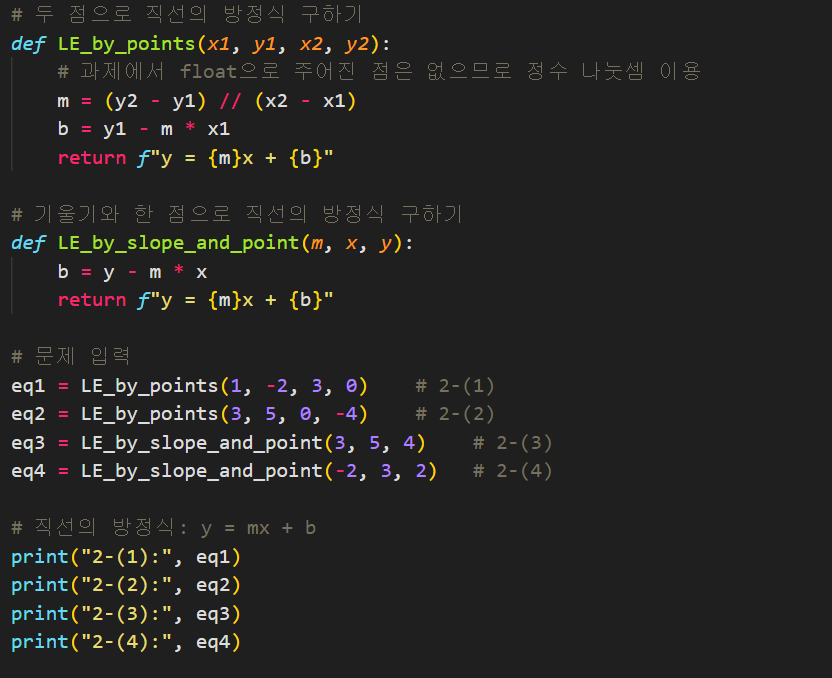 # 두 점으로 직선의 방정식 구하기
def LE_by_points(x1, y1, x2, y2):
    # 과제에서 float으로 주어진 점은 없으므로 정수 나눗셈 이용
    m = (y2 - y1) // (x2 - x1)
    b = y1 - m * x1
    return f"y = {m}x + {b}"
# 기울기와 한 점으로 직선의 방정식 구하기
def LE_by_slope_and_point(m, x, y):
    b = y - m * x
    return f"y = {m}x + {b}"
# 문제 입력
eq1 = LE_by_points(1, -2, 3, 0)    # 2-(1)
eq2 = LE_by_points(3, 5, 0, -4)    # 2-(2)
eq3 = LE_by_slope_and_point(3, 5, 4)    # 2-(3)
eq4 = LE_by_slope_and_point(-2, 3, 2)   # 2-(4)
# 직선의 방정식: y = mx + b
print("2-(1):", eq1)
print("2-(2):", eq2)
print("2-(3):", eq3)
print("2-(4):", eq4)